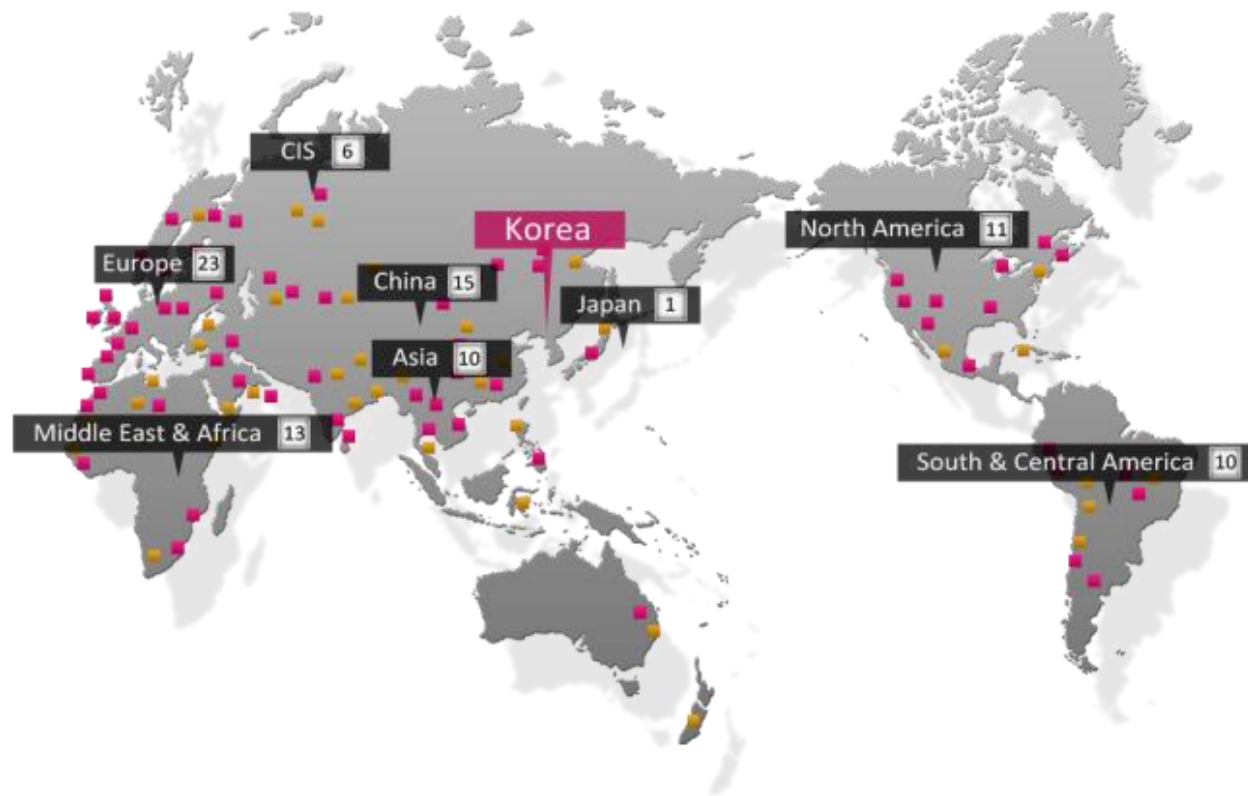 CIS 6
Korea
North America 11
Europe 23
China 15
Japan 1
Asia 10
Middle East & Africa 13
South & Central America 10